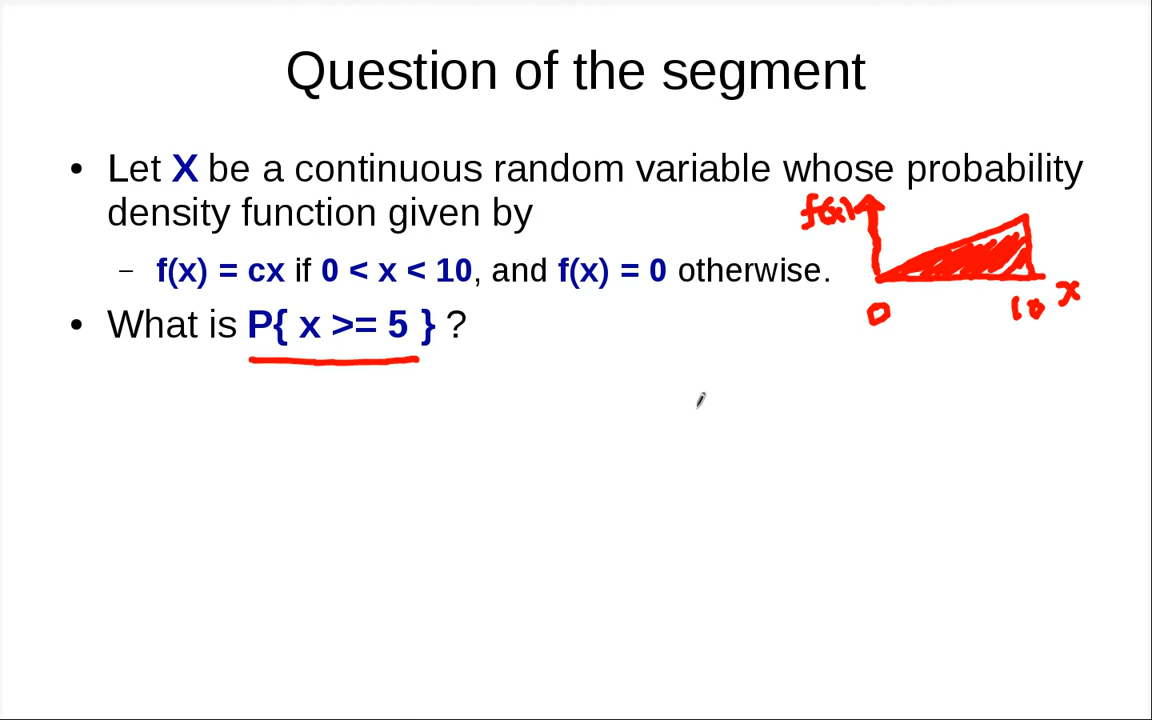 Question of the segment
• Let X be a continuous random variable whose probability
density function given by
f(x)
– f(x) = cx if 0 < x < 10, and f(x) = 0 otherwise.
0 10 x
• What is P{ x >= 5 } ?